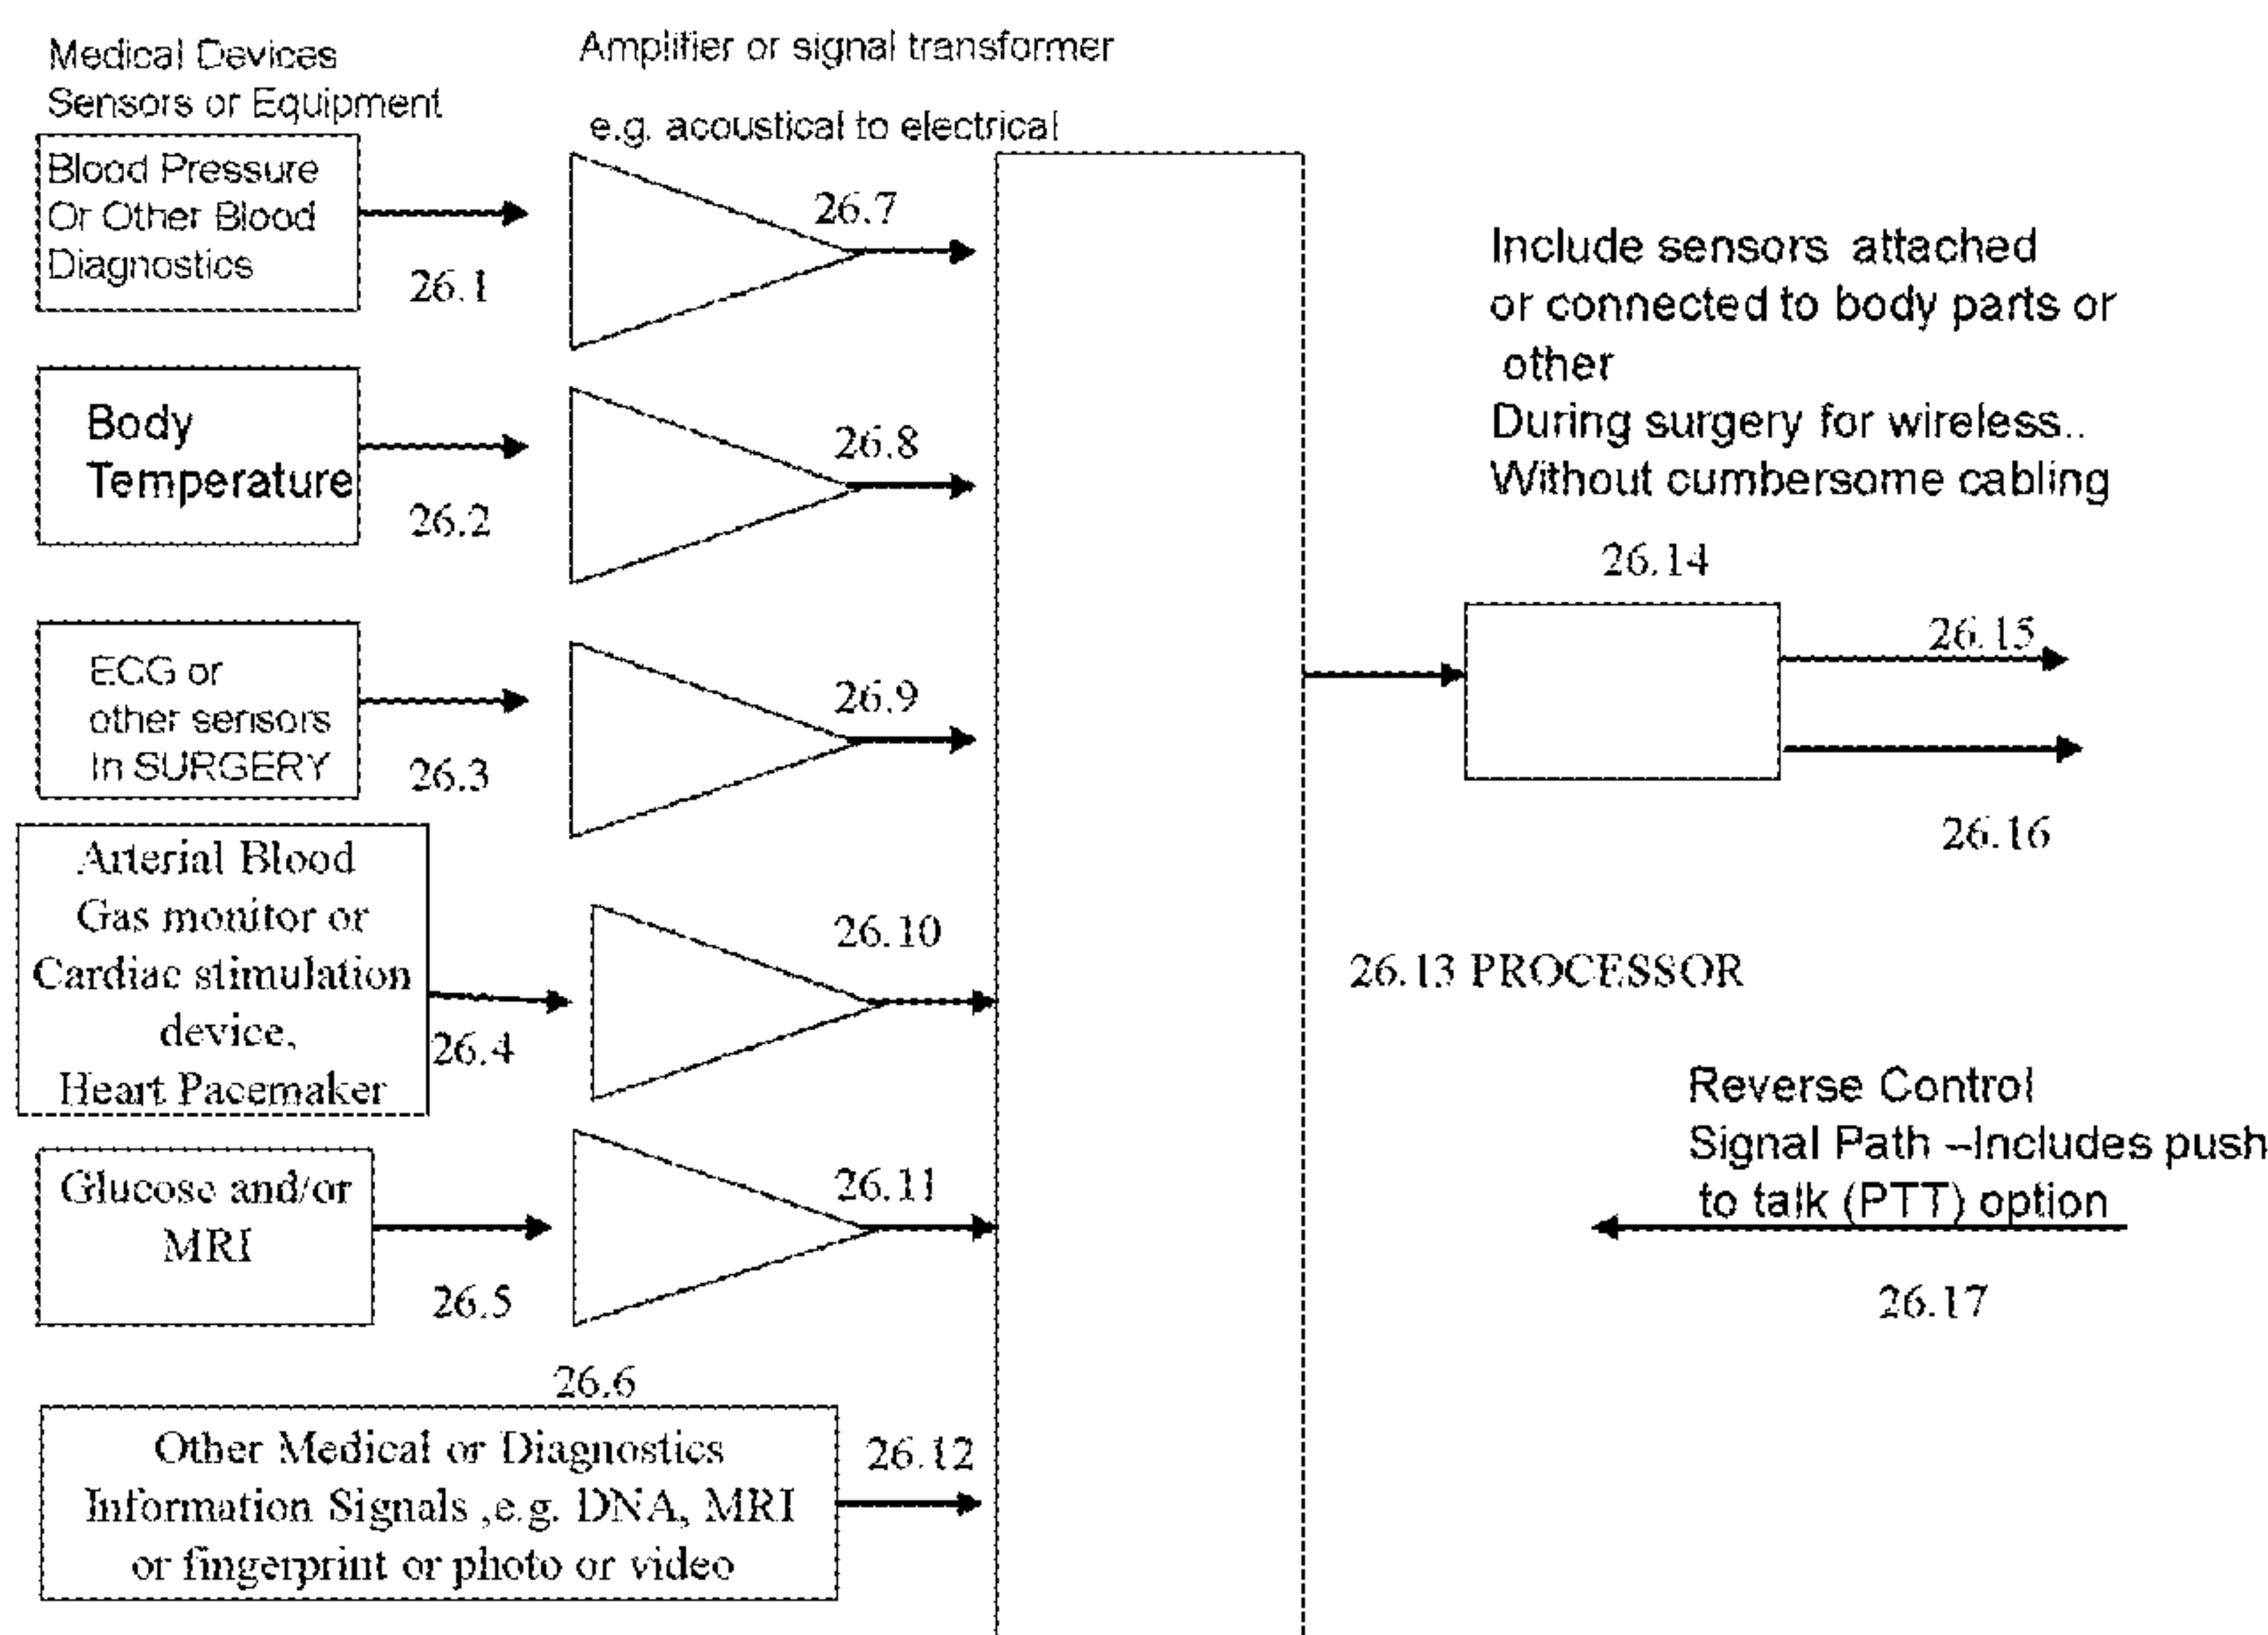 Medical Devices
Sensors or Equipment
Amplifier or signal transformer
e.g. acoustical to electrical
Blood Pressure
Or Other Blood
Diagnostics
26.1
26.7
Body
Temperature
26.2
26.8
ECG or
other sensors
In SURGERY
26.3
26.9
Arterial Blood
Gas monitor or
Cardiac stimulation
device,
Heart Pacemaker
26.4
26.10
Glucose and/or
MRI
26.5
26.11
26.6
Other Medical or Diagnostics
Information Signals ,e.g. DNA, MRI
or fingerprint or photo or video
26.12
Include sensors attached
or connected to body parts or
other
During surgery for wireless..
Without cumbersome cabling
26.14
26.15
26.16
26.13 PROCESSOR
Reverse Control
Signal Path –Includes push
to talk (PTT) option
26.17